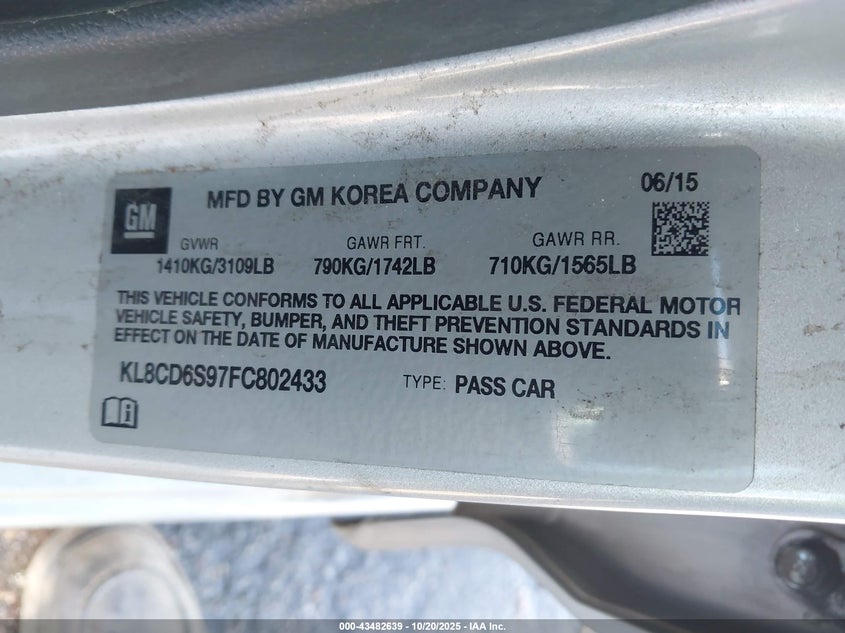 GM
MFD BY GM KOREA COMPANY
06/15
GVWR GAWR FRT. GAWR RR.
1410KG/3109LB 790KG/1742LB 710KG/1565LB
THIS VEHICLE CONFORMS TO ALL APPLICABLE U.S. FEDERAL MOTOR
VEHICLE SAFETY, BUMPER, AND THEFT PREVENTION STANDARDS IN
EFFECT ON THE DATE OF MANUFACTURE SHOWN ABOVE.
KL8CD6S97FC802433 TYPE: PASS CAR
000-43482639 - 10/20/2025 - IAA Inc.